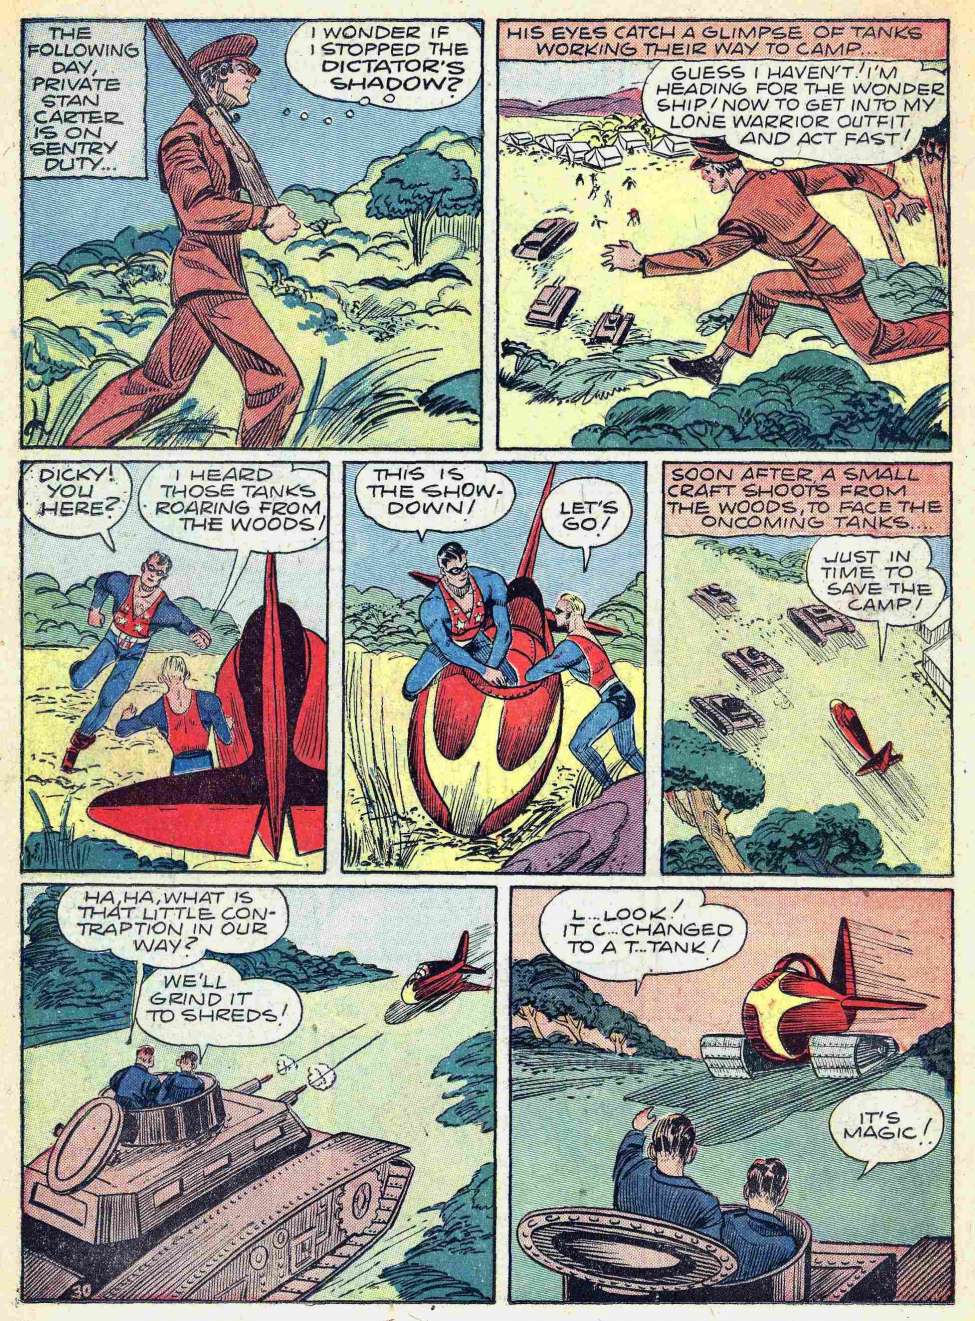 THE
FOLLOWING
DAY,
PRIVATE
STAN
CARTER
IS ON
SENTRY
DUTY...
I WONDER IF
I STOPPED THE
DICTATOR'S
SHADOW?
HIS EYES CATCH A GLIMPSE OF TANKS
WORKING THEIR WAY TO CAMP...
GUESS I HAVEN'T! I'M
HEADING FOR THE WONDER
SHIP! NOW TO GET INTO MY
LONE WARRIOR OUTFIT
AND ACT FAST!
DICKY!
YOU
HERE?
I HEARD
THOSE TANKS
ROARING FROM
THE WOODS!
THIS IS
THE SHOW-
DOWN!
LET'S
GO!
SOON AFTER, A SMALL
CRAFT SHOOTS FROM
THE WOODS, TO FACE THE
ONCOMING TANKS....
JUST IN
TIME TO
SAVE THE
CAMP!
HA, HA, WHAT IS
THAT LITTLE CON-
TRAPTION IN OUR
WAY?
WE'LL
GRIND IT
TO SHREDS!
30
L...LOOK!
IT C...CHANGED
TO A T...TANK!
IT'S
MAGIC!